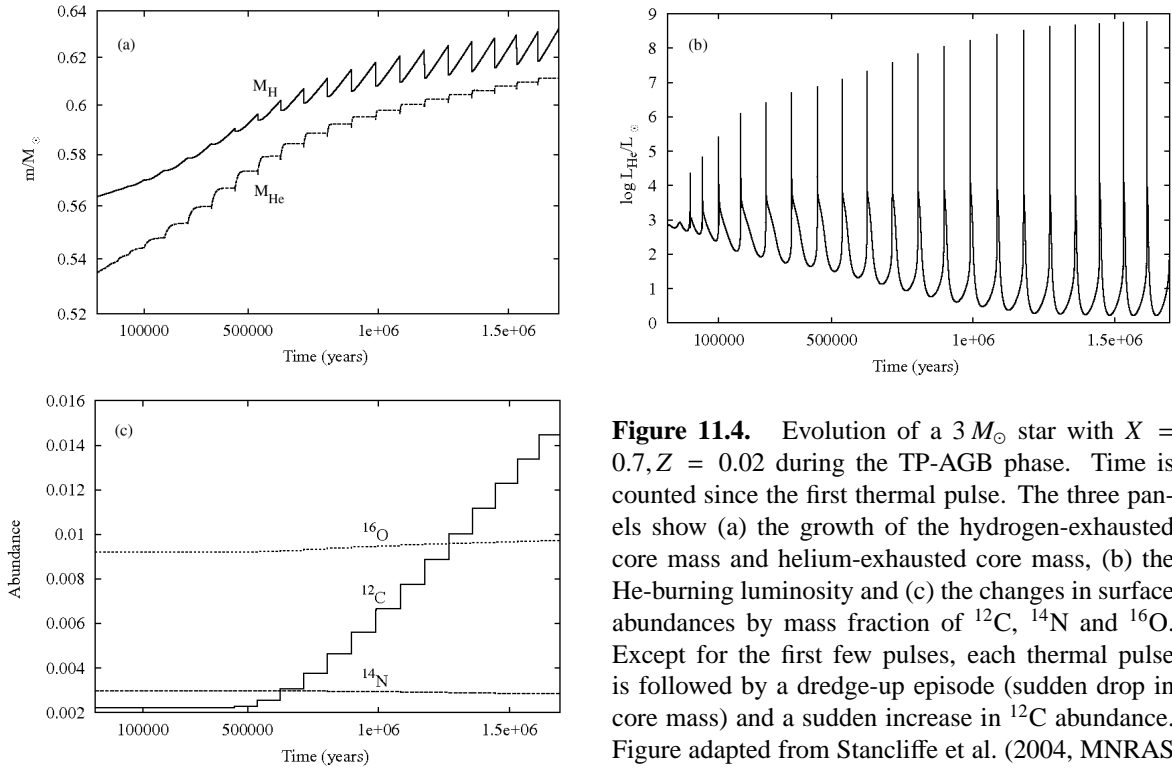 0.64
0.62
0.6
0.58
0.56
0.54
0.52
m/M ⊙
(a)
M_H
M_He
100000
500000
1e+06
1.5e+06
Time (years)
9
8
7
6
5
4
3
2
1
0
log L_He/L ⊙
(b)
100000
500000
1e+06
1.5e+06
Time (years)
0.016
0.014
0.012
0.01
0.008
0.006
0.004
0.002
Abundance
(c)
^16O
^12C
^14N
100000
500000
1e+06
1.5e+06
Time (years)
Figure 11.4. Evolution of a 3 M⊙ star with X =
0.7, Z = 0.02 during the TP-AGB phase. Time is
counted since the first thermal pulse. The three pan-
els show (a) the growth of the hydrogen-exhausted
core mass and helium-exhausted core mass, (b) the
He-burning luminosity and (c) the changes in surface
abundances by mass fraction of ^12C, ^14N and ^16O.
Except for the first few pulses, each thermal pulse
is followed by a dredge-up episode (sudden drop in
core mass) and a sudden increase in ^12C abundance.
Figure adapted from Stancliffe et al. (2004, MNRAS